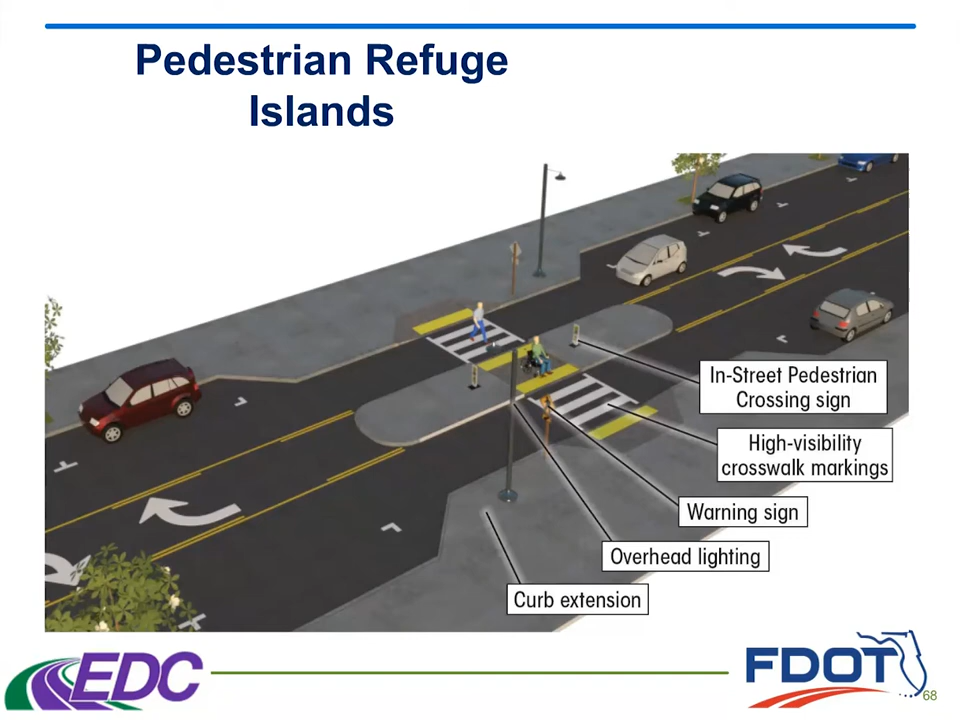 Pedestrian Refuge
Islands
In-Street Pedestrian
Crossing sign
High-visibility
crosswalk markings
Warning sign
Overhead lighting
Curb extension
EDC
FDOT
68